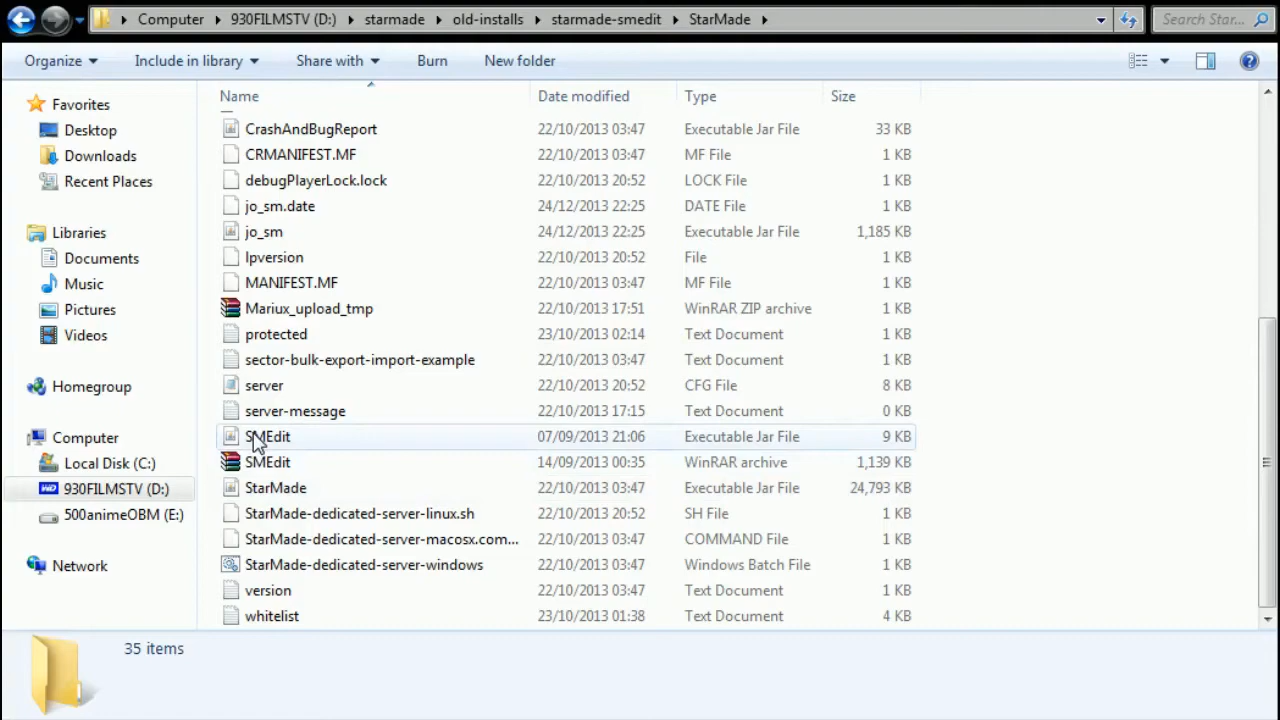 Computer ▸ 930FILMSTV (D:) ▸ starmade ▸ old-installs ▸ starmade-smedit ▸ StarMade ▸ Search Star...
Organize Include in library Share with Burn New folder
Favorites
Desktop
Downloads
Recent Places
Libraries
Documents
Music
Pictures
Videos
Homegroup
Computer
Local Disk (C:)
930FILMSTV (D:)
500animeOBM (E:)
Network
Name Date modified Type Size
CrashAndBugReport 22/10/2013 03:47 Executable Jar File 33 KB
CRMANIFEST.MF 22/10/2013 03:47 MF File 1 KB
debugPlayerLock.lock 22/10/2013 20:52 LOCK File 1 KB
jo_sm.date 24/12/2013 22:25 DATE File 1 KB
jo_sm 24/12/2013 22:25 Executable Jar File 1,185 KB
lpversion 22/10/2013 20:52 File 1 KB
MANIFEST.MF 22/10/2013 03:47 MF File 1 KB
Mariux_upload_tmp 22/10/2013 17:51 WinRAR ZIP archive 1 KB
protected 23/10/2013 02:14 Text Document 1 KB
sector-bulk-export-import-example 22/10/2013 03:47 Text Document 1 KB
server 22/10/2013 20:52 CFG File 8 KB
server-message 22/10/2013 17:15 Text Document 0 KB
SMEdit 07/09/2013 21:06 Executable Jar File 9 KB
SMEdit 14/09/2013 00:35 WinRAR archive 1,139 KB
StarMade 22/10/2013 03:47 Executable Jar File 24,793 KB
StarMade-dedicated-server-linux.sh 22/10/2013 20:52 SH File 1 KB
StarMade-dedicated-server-macosx.com... 22/10/2013 03:47 COMMAND File 1 KB
StarMade-dedicated-server-windows 22/10/2013 03:47 Windows Batch File 1 KB
version 22/10/2013 03:47 Text Document 1 KB
whitelist 23/10/2013 01:38 Text Document 4 KB
35 items